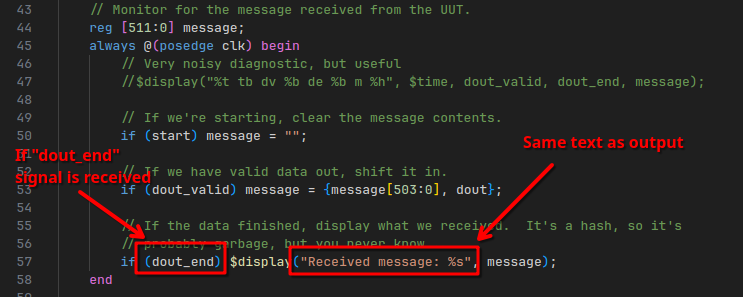 43 // Monitor for the message received from the UUT.
44 reg [511:0] message;
45 always @(posedge clk) begin
46 // Very noisy diagnostic, but useful
47 //$display("%t tb dv %b de %b m %h", $time, dout_valid, dout_end, message);
48
49 // If we're starting, clear the message contents.
50 if (start) message = "";
51
Same text as output
If "dout_end"
signal is received
52 // If we have valid data out, shift it in.
53 if (dout_valid) message = {message[503:0], dout};
54
55 // If the data finished, display what we received. It's a hash, so it's
56 // probably garbage, but you never know
57 if (dout_end) $display("Received message: %s", message);
58 end